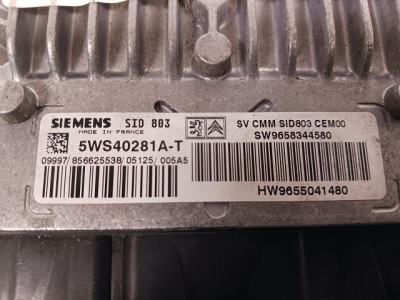 SIEMENS SID 803
MADE IN FRANCE
5WS40281A-T
09997/856625538/05125/005A5
SV CMM SID803 CEM00
SW9658344580
HW9655041480